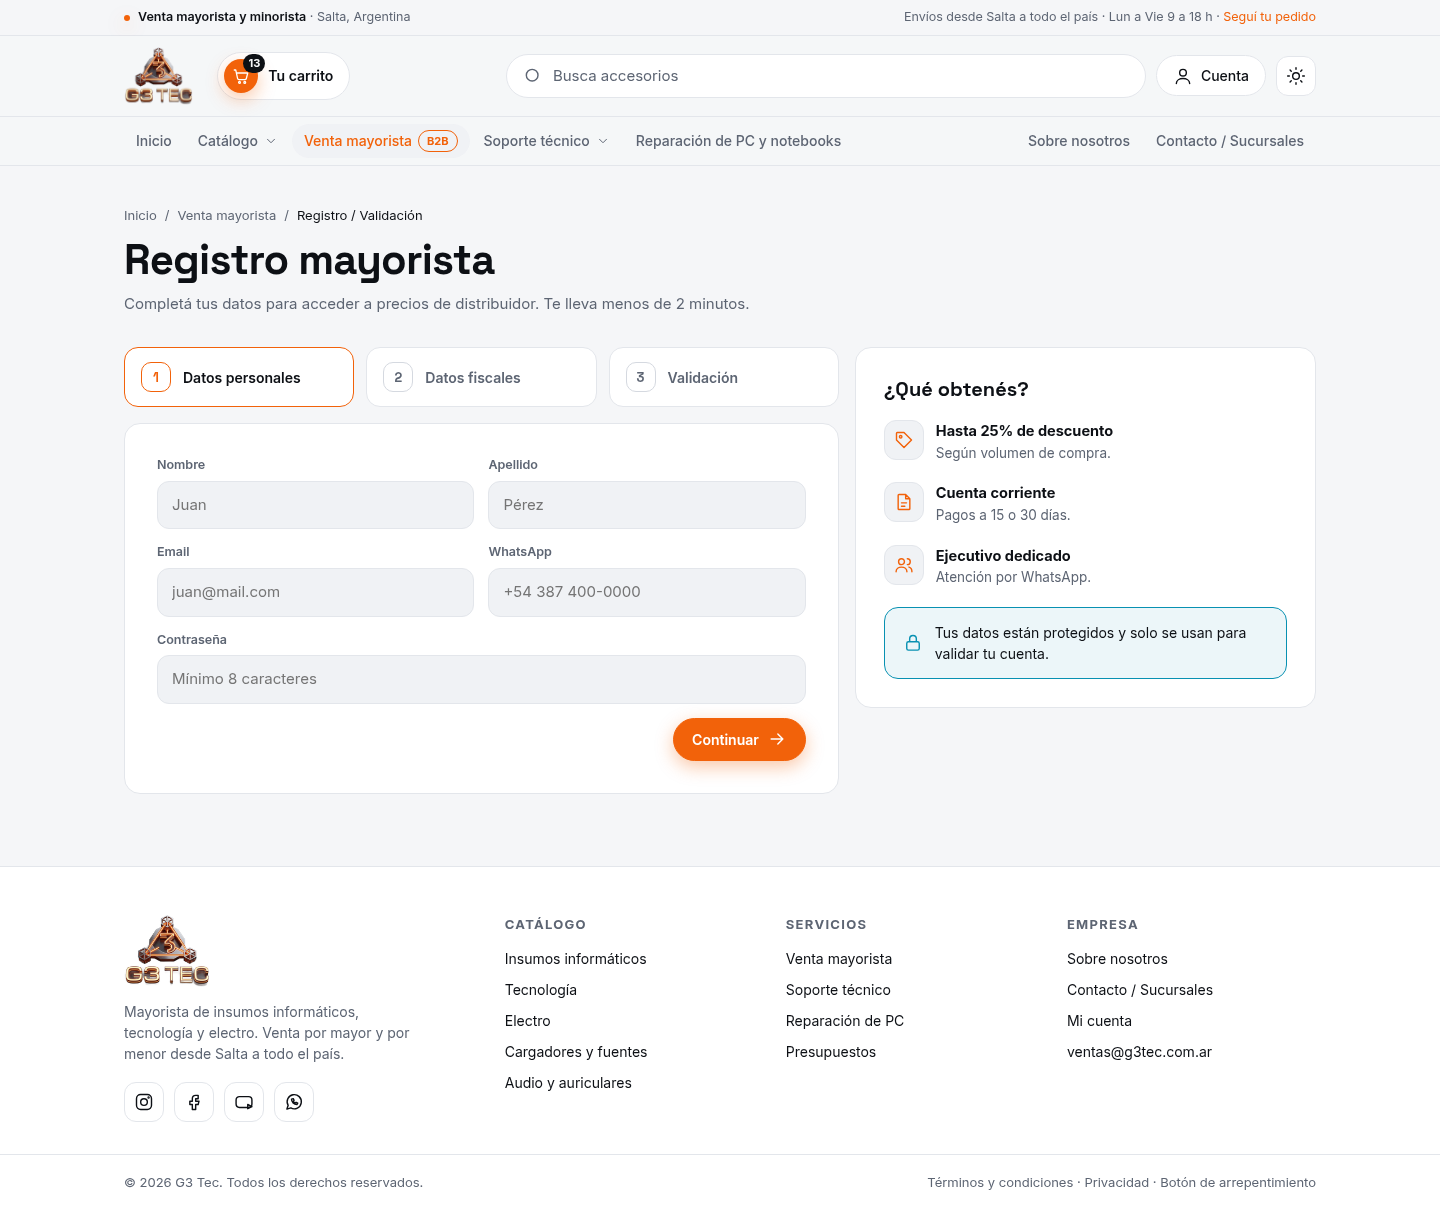 Venta mayorista y minorista · Salta, Argentina
Envíos desde Salta a todo el país · Lun a Vie 9 a 18 h · Seguí tu pedido
G3 TEC
13
Tu carrito
Busca accesorios
Cuenta
Inicio
Catálogo
Venta mayorista B2B
Soporte técnico
Reparación de PC y notebooks
Sobre nosotros
Contacto / Sucursales
Inicio / Venta mayorista / Registro / Validación
Registro mayorista
Completá tus datos para acceder a precios de distribuidor. Te lleva menos de 2 minutos.
1 Datos personales
2 Datos fiscales
3 Validación
Nombre
Apellido
Juan
Pérez
Email
WhatsApp
juan@mail.com
+54 387 400-0000
Contraseña
Mínimo 8 caracteres
Continuar
¿Qué obtenés?
Hasta 25% de descuento
Según volumen de compra.
Cuenta corriente
Pagos a 15 o 30 días.
Ejecutivo dedicado
Atención por WhatsApp.
Tus datos están protegidos y solo se usan para
validar tu cuenta.
3
G3 TEC
Mayorista de insumos informáticos,
tecnología y electro. Venta por mayor y por
menor desde Salta a todo el país.
CATÁLOGO
Insumos informáticos
Tecnología
Electro
Cargadores y fuentes
Audio y auriculares
SERVICIOS
Venta mayorista
Soporte técnico
Reparación de PC
Presupuestos
EMPRESA
Sobre nosotros
Contacto / Sucursales
Mi cuenta
ventas@g3tec.com.ar
© 2026 G3 Tec. Todos los derechos reservados.
Términos y condiciones · Privacidad · Botón de arrepentimiento